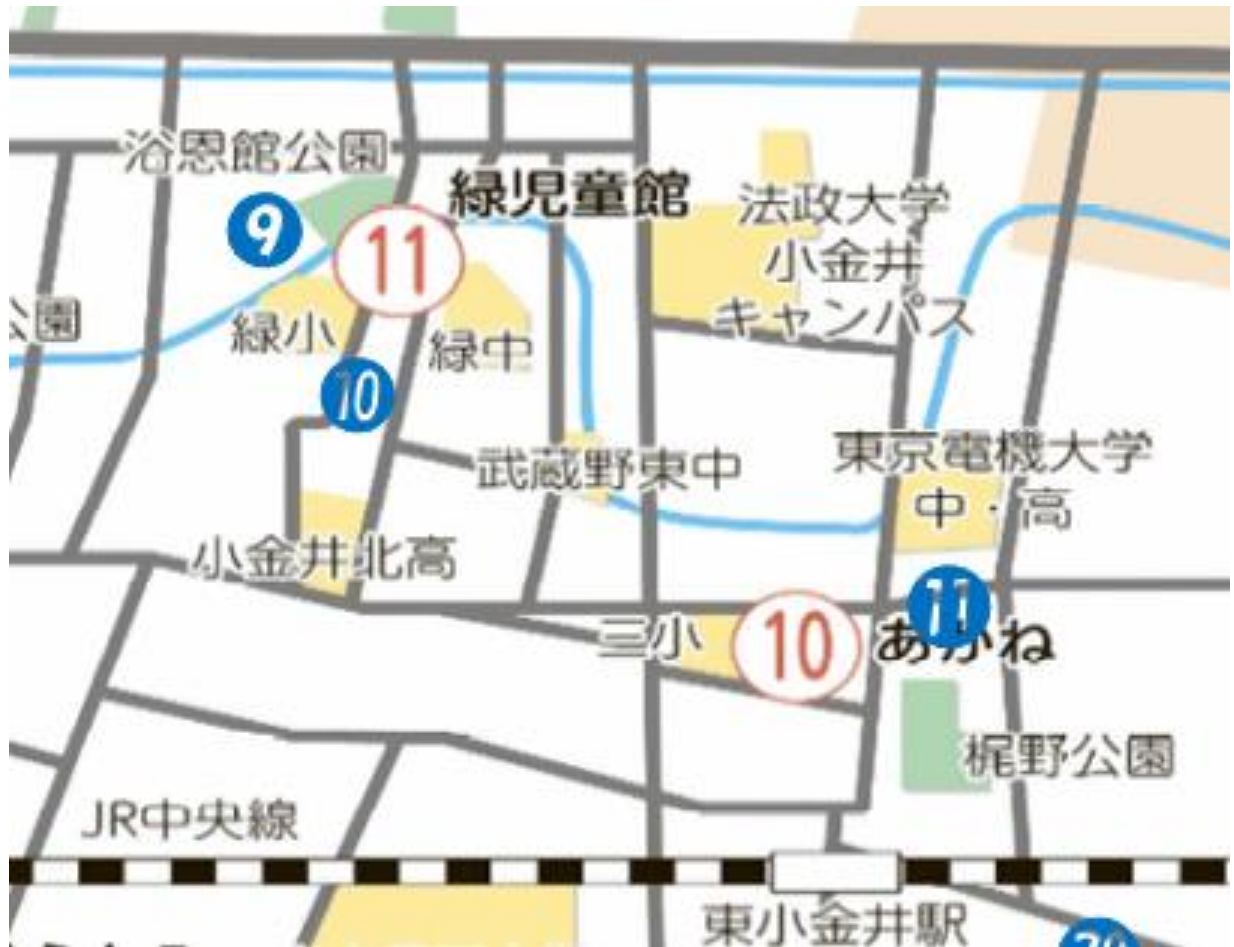 浴恩館公園
緑児童館
法政大学
小金井
キャンパス
9
11
公園
緑小
緑中
10
武蔵野東中
東京電機大学
中・高
小金井北高
11
三小
10
あかね
梶野公園
JR中央線
東小金井駅